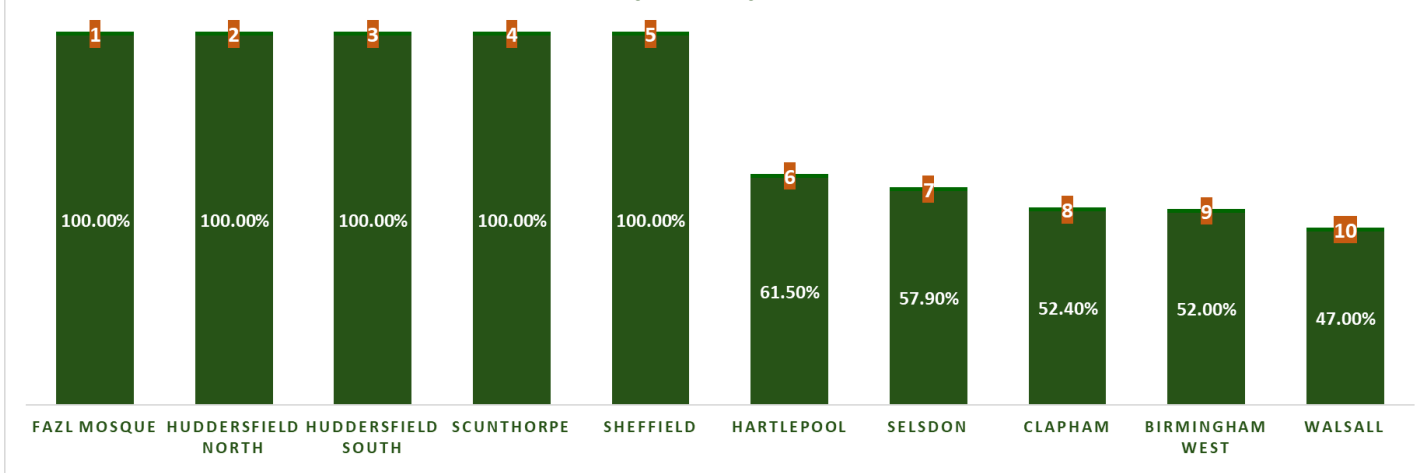 1 2 3 4 5
6 7 8 9 10
100.00% 100.00% 100.00% 100.00% 100.00%
61.50% 57.90% 52.40% 52.00% 47.00%
FAZL MOSQUE HUDDERSFIELD HUDDERSFIELD SCUNTHORPE SHEFFIELD HARTLEPOOL SELSDON CLAPHAM BIRMINGHAM WALSALL
NORTH SOUTH WEST